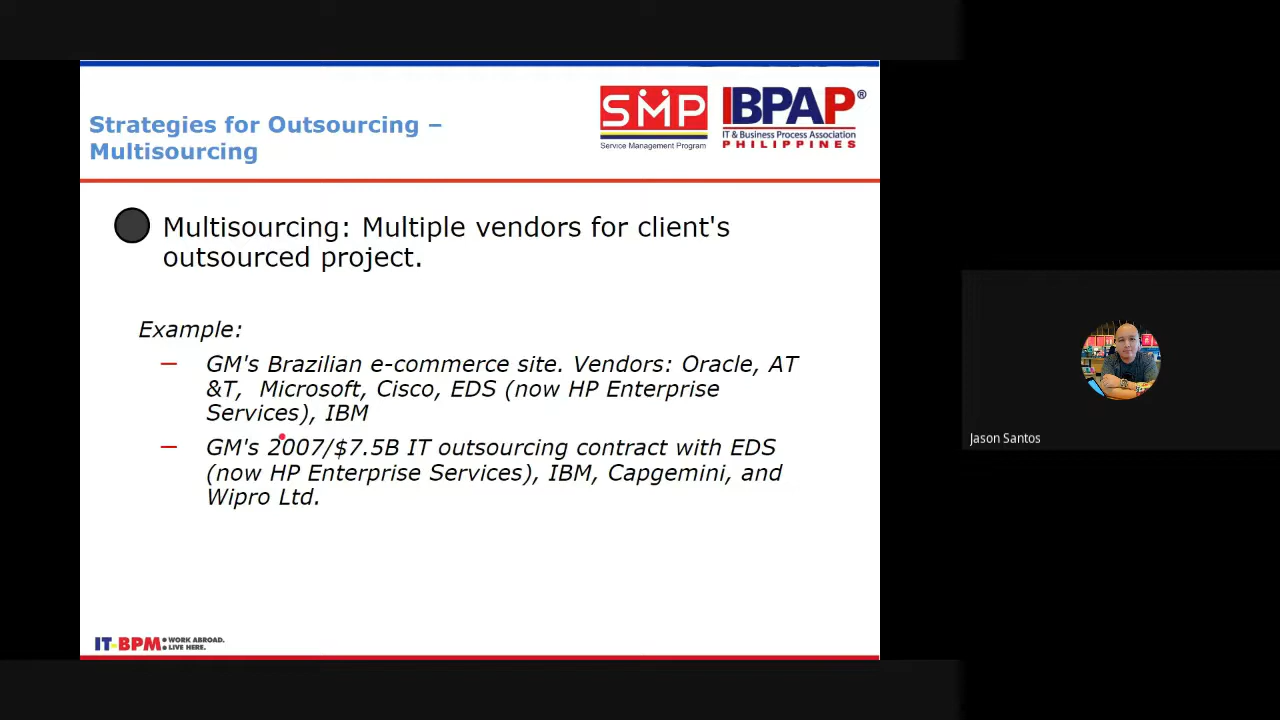 Strategies for Outsourcing –
Multisourcing
SMP
Service Management Program
IBPAP®
IT & Business Process Association
PHILIPPINES
Multisourcing: Multiple vendors for client's
outsourced project.
Example:
— GM's Brazilian e-commerce site. Vendors: Oracle, AT
&T, Microsoft, Cisco, EDS (now HP Enterprise
Services), IBM
— GM's 2007/$7.5B IT outsourcing contract with EDS
(now HP Enterprise Services), IBM, Capgemini, and
Wipro Ltd.
Jason Santos
IT-BPM: WORK ABROAD.
LIVE HERE.